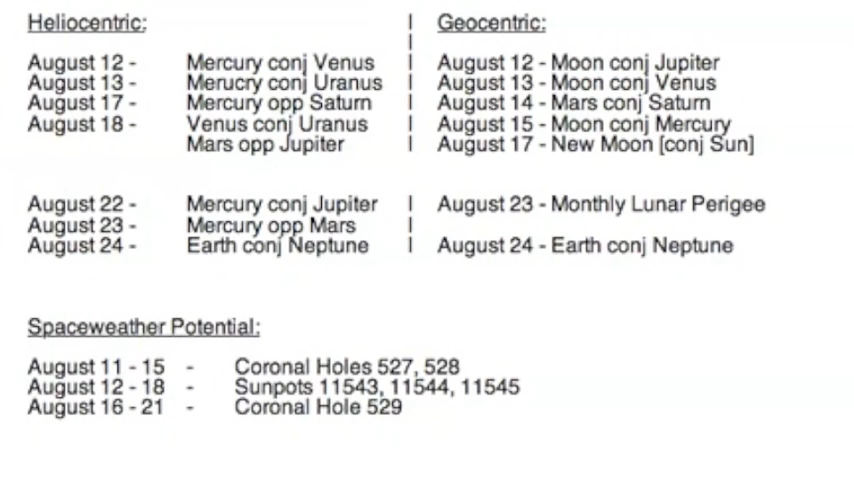 Heliocentric: | Geocentric:
|
August 12 - Mercury conj Venus | August 12 - Moon conj Jupiter
August 13 - Merucry conj Uranus | August 13 - Moon conj Venus
August 17 - Mercury opp Saturn | August 14 - Mars conj Saturn
August 18 - Venus conj Uranus | August 15 - Moon conj Mercury
Mars opp Jupiter | August 17 - New Moon [conj Sun]
August 22 - Mercury conj Jupiter | August 23 - Monthly Lunar Perigee
August 23 - Mercury opp Mars |
August 24 - Earth conj Neptune | August 24 - Earth conj Neptune
Spaceweather Potential:
August 11 - 15 - Coronal Holes 527, 528
August 12 - 18 - Sunpots 11543, 11544, 11545
August 16 - 21 - Coronal Hole 529